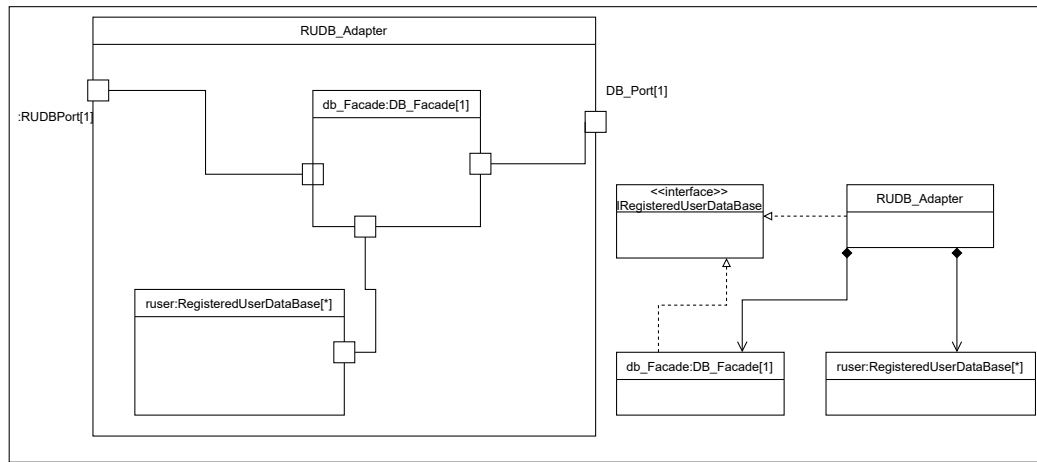 RUDB_Adapter
:RUDBPort[1]
db_Facade:DB_Facade[1]
DB_Port[1]
ruser:RegisteredUserDataBase[*]
<<interface>>
IRegisteredUserDataBase
RUDB_Adapter
db_Facade:DB_Facade[1]
ruser:RegisteredUserDataBase[*]